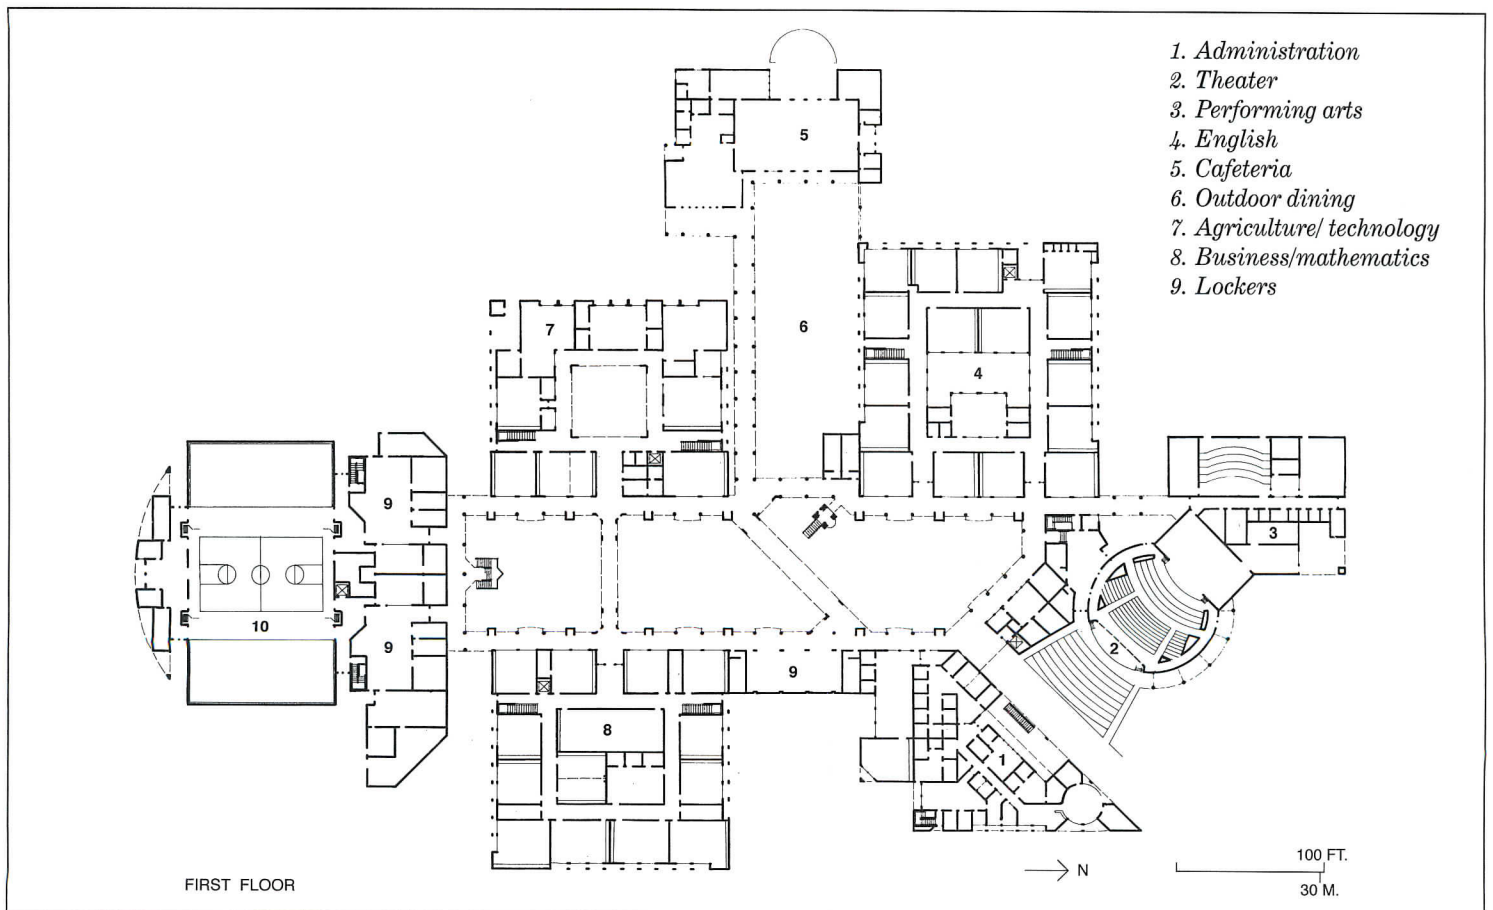 1. Administration
2. Theater
3. Performing arts
4. English
5. Cafeteria
6. Outdoor dining
7. Agriculture/ technology
8. Business/mathematics
9. Lockers
5
7
6
4
9
3
10
9
2
9
8
1
FIRST FLOOR
N
100 FT.
30 M.